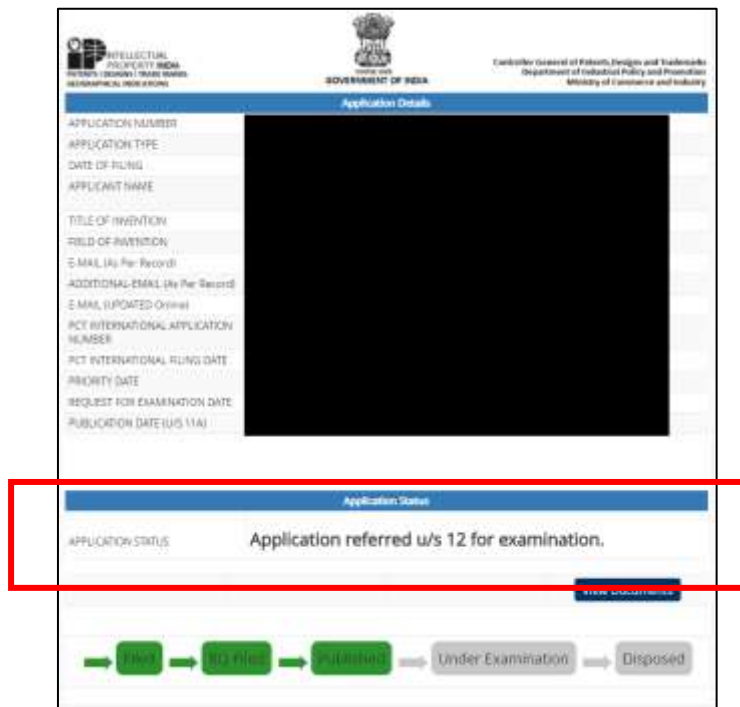 INTELLECTUAL
PROPERTY INDIA
PATENTS | DESIGNS | TRADE MARKS
GEOGRAPHICAL INDICATIONS
GOVERNMENT OF INDIA
Controller General of Patents, Designs and Trademarks
Department of Industrial Policy and Promotion
Ministry of Commerce and Industry
Application Details
APPLICATION NUMBER
APPLICATION TYPE
DATE OF FILING
APPLICANT NAME
TITLE OF INVENTION
FIELD OF INVENTION
E-MAIL (As Per Record)
ADDITIONAL-EMAIL (As Per Record)
E-MAIL (UPDATED Online)
PCT INTERNATIONAL APPLICATION
NUMBER
PCT INTERNATIONAL FILING DATE
PRIORITY DATE
REQUEST FOR EXAMINATION DATE
PUBLICATION DATE (U/S 11A)
Application Status
APPLICATION STATUS
Application referred u/s 12 for examination.
View Documents
Filed
RQ Filed
Published
Under Examination
Disposed